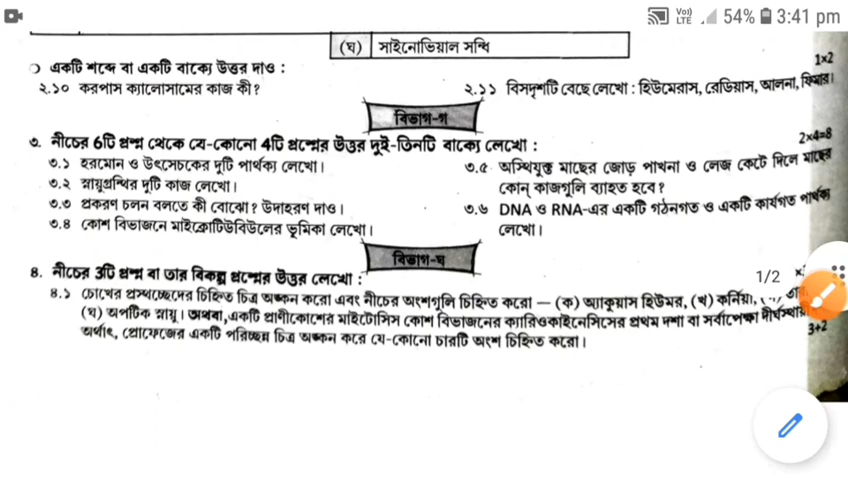 Vo)) LTE 54% 3:41 pm
(ঘ) সাইনোভিয়াল সন্ধি
একটি শব্দে বা একটি বাক্যে উত্তর দাও : 1×2
২.১০ করপাস ক্যালোসামের কাজ কী? ২.১১ বিসদৃশটি বেছে লেখো : হিউমেরাস, রেডিয়াস, আলনা, ফিমার।
বিভাগ-গ
৩. নীচের 6টি প্রশ্ন থেকে যে-কোনো 4টি প্রশ্নের উত্তর দুই-তিনটি বাক্যে লেখো : 2×4=8
৩.১ হরমোন ও উৎসেচকের দুটি পার্থক্য লেখো।
৩.২ স্নায়ুগ্রন্থির দুটি কাজ লেখো।
৩.৩ প্রকরণ চলন বলতে কী বোঝো? উদাহরণ দাও।
৩.৪ কোশ বিভাজনে মাইক্রোটিউবিউলের ভূমিকা লেখো।
৩.৫ অস্থিযুক্ত মাছের জোড় পাখনা ও লেজ কেটে দিলে মাছের
কোন্ কাজগুলি ব্যাহত হবে?
৩.৬ DNA ও RNA-এর একটি গঠনগত ও একটি কার্যগত পার্থক্য
লেখো।
বিভাগ-ঘ
৪. নীচের 3টি প্রশ্ন বা তার বিকল্প প্রশ্নের উত্তর লেখো : 1/2
৪.১ চোখের প্রস্থচ্ছেদের চিহ্নিত চিত্র অঙ্কন করো এবং নীচের অংশগুলি চিহ্নিত করো — (ক) অ্যাকুয়াস হিউমর, (খ) কর্নিয়া,
(ঘ) অপটিক স্নায়ু। অথবা, একটি প্রাণীকোশের মাইটোসিস কোশ বিভাজনের ক্যারিওকাইনেসিসের প্রথম দশা বা সর্বাপেক্ষা দীর্ঘস্থায়ী
অর্থাৎ, প্রোফেজের একটি পরিচ্ছন্ন চিত্র অঙ্কন করে যে-কোনো চারটি অংশ চিহ্নিত করো। 3+2